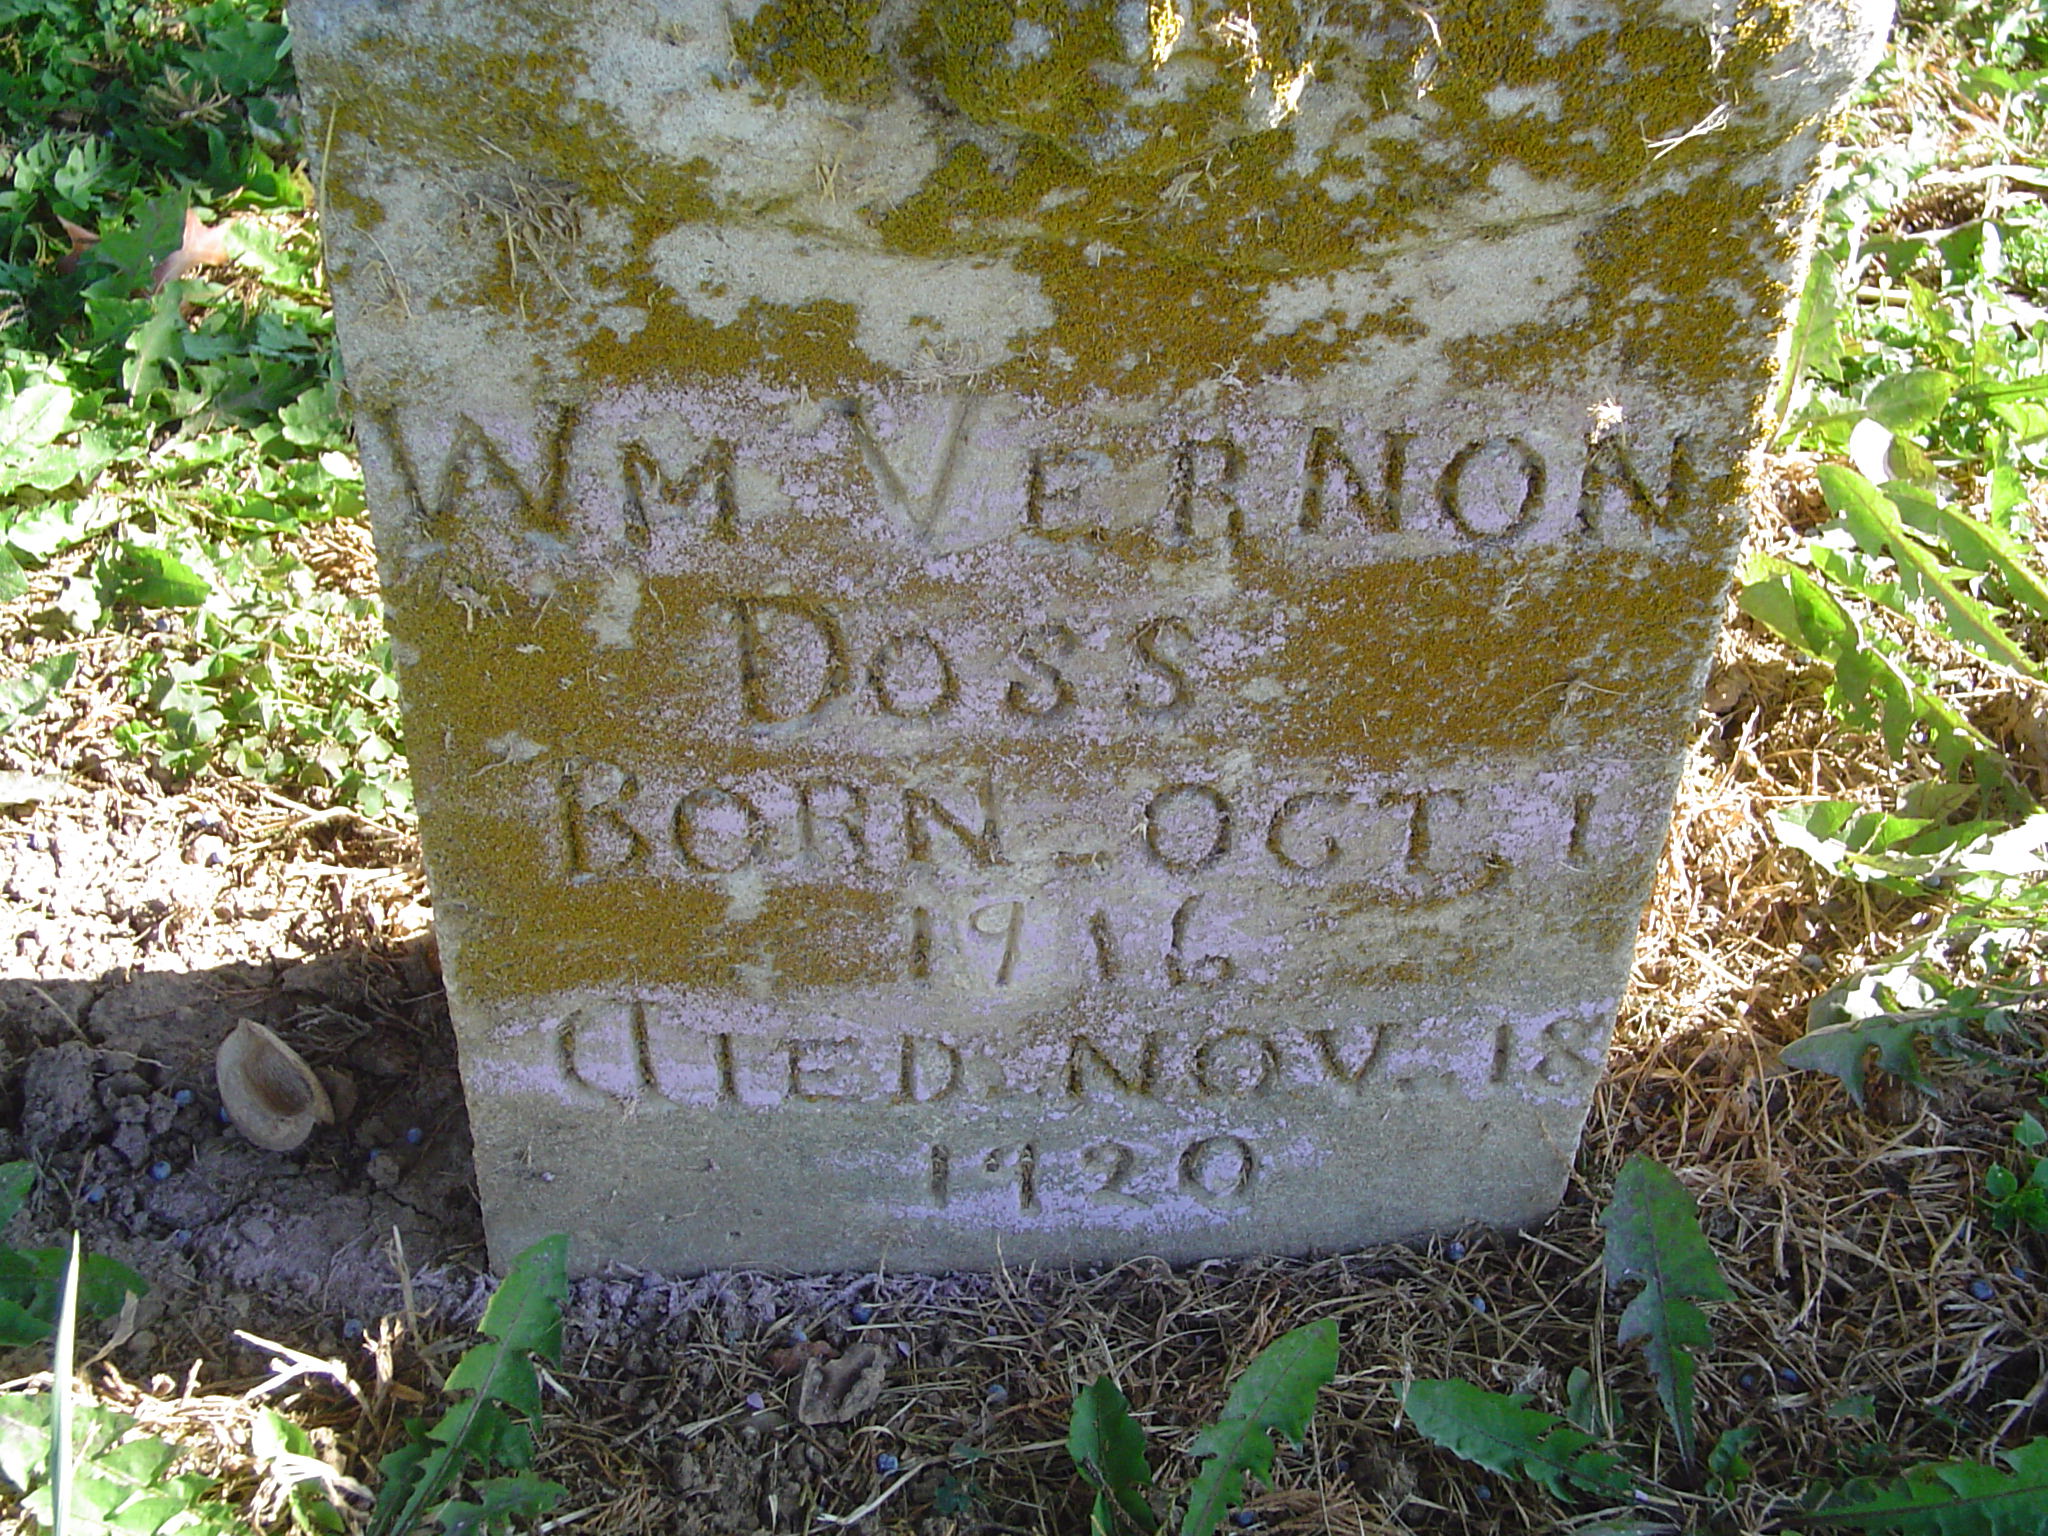 WM VERNON
DOSS
BORN OCT, 1
1916
DIED. NOV. 18
1920